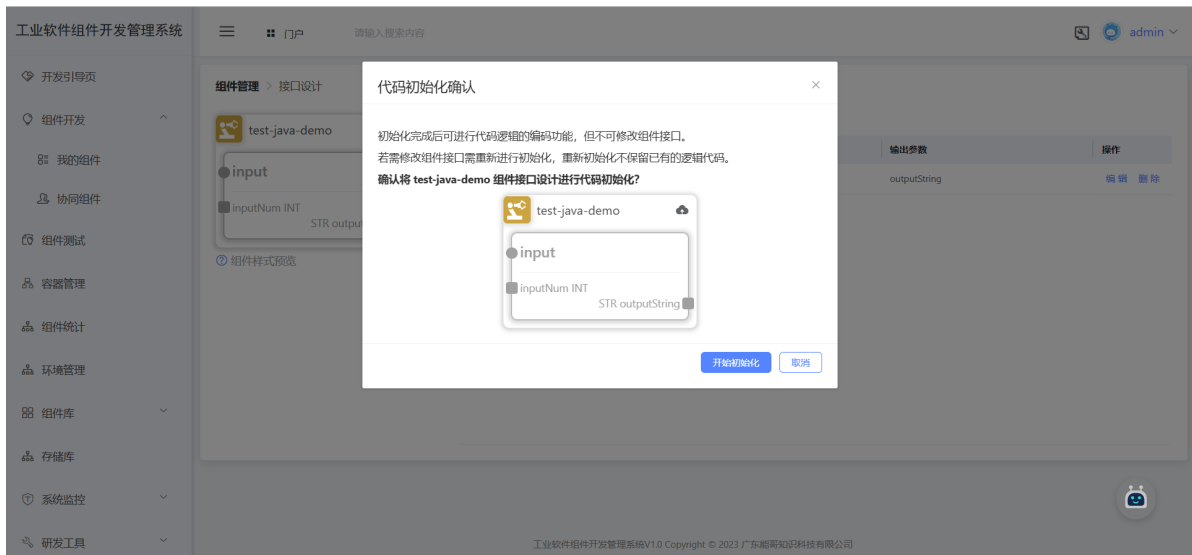 工业软件组件开发管理系统
门户
请输入搜索内容
admin
开发引导页
组件开发
我的组件
协同组件
组件测试
容器管理
组件统计
环境管理
组件库
存储库
系统监控
研发工具
组件管理 > 接口设计
test-java-demo
input
inputNum INT
STR outpu
组件样式预览
输出参数
操作
outputString
编辑 删除
代码初始化确认
初始化完成后可进行代码逻辑的编码功能，但不可修改组件接口。
若需修改组件接口需重新进行初始化，重新初始化不保留已有的逻辑代码。
确认将 test-java-demo 组件接口设计进行代码初始化？
test-java-demo
input
inputNum INT
STR outputString
开始初始化
取消
工业软件组件开发管理系统V1.0 Copyright © 2023 广东能哥知识科技有限公司